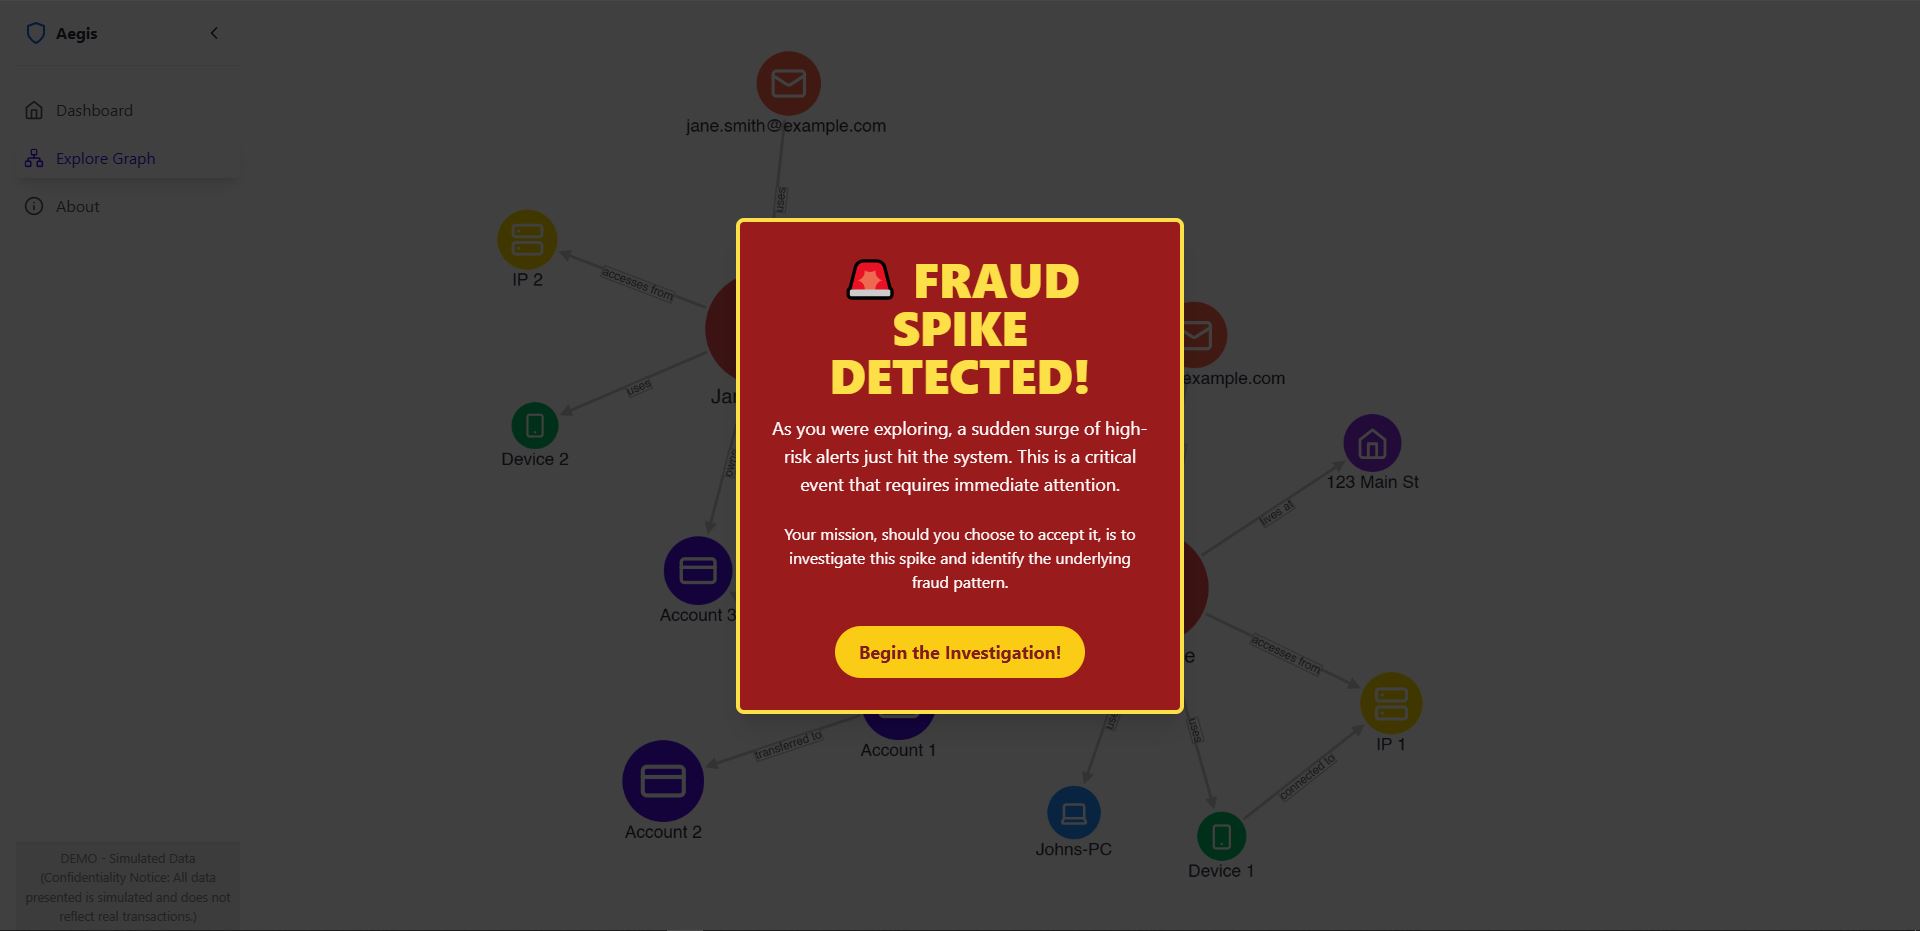 Aegis
Dashboard
Explore Graph
About
DEMO - Simulated Data
(Confidentiality Notice: All data
presented is simulated and does not
reflect real transactions.)
jane.smith@example.com
uses
IP 2
accesses from
uses
Device 2
Account 3
🚨 FRAUD
SPIKE
DETECTED!
As you were exploring, a sudden surge of high-
risk alerts just hit the system. This is a critical
event that requires immediate attention.
Your mission, should you choose to accept it, is to
investigate this spike and identify the underlying
fraud pattern.
Begin the Investigation!
example.com
123 Main St
lives at
accesses from
IP 1
connected to
uses
Device 1
Johns-PC
Account 1
transferred to
Account 2